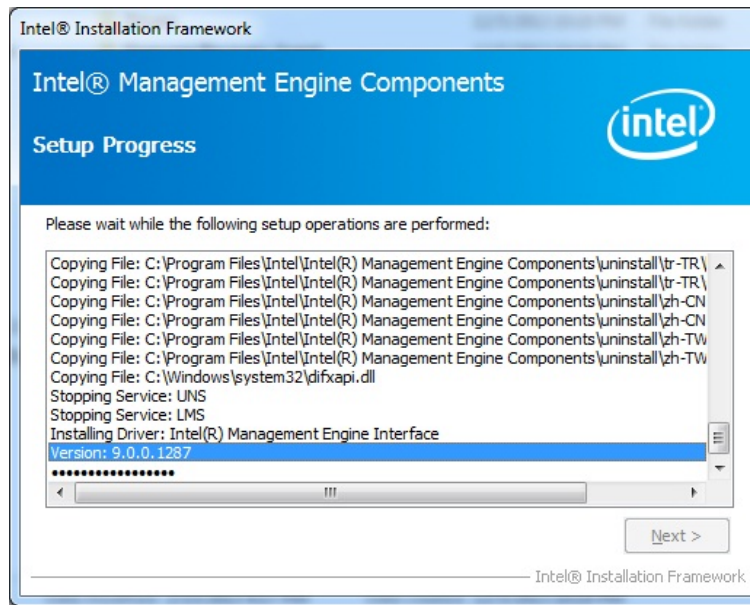 Intel® Installation Framework
Intel® Management Engine Components
Setup Progress
intel
Please wait while the following setup operations are performed:
Copying File: C:\Program Files\Intel\Intel(R) Management Engine Components\uninstall\tr-TR\
Copying File: C:\Program Files\Intel\Intel(R) Management Engine Components\uninstall\tr-TR\
Copying File: C:\Program Files\Intel\Intel(R) Management Engine Components\uninstall\zh-CN
Copying File: C:\Program Files\Intel\Intel(R) Management Engine Components\uninstall\zh-CN
Copying File: C:\Program Files\Intel\Intel(R) Management Engine Components\uninstall\zh-TW
Copying File: C:\Program Files\Intel\Intel(R) Management Engine Components\uninstall\zh-TW
Copying File: C:\Windows\system32\difxapi.dll
Stopping Service: UNS
Stopping Service: LMS
Installing Driver: Intel(R) Management Engine Interface
Version: 9.0.0.1287
•••••••••••••••••
Next >
Intel® Installation Framework